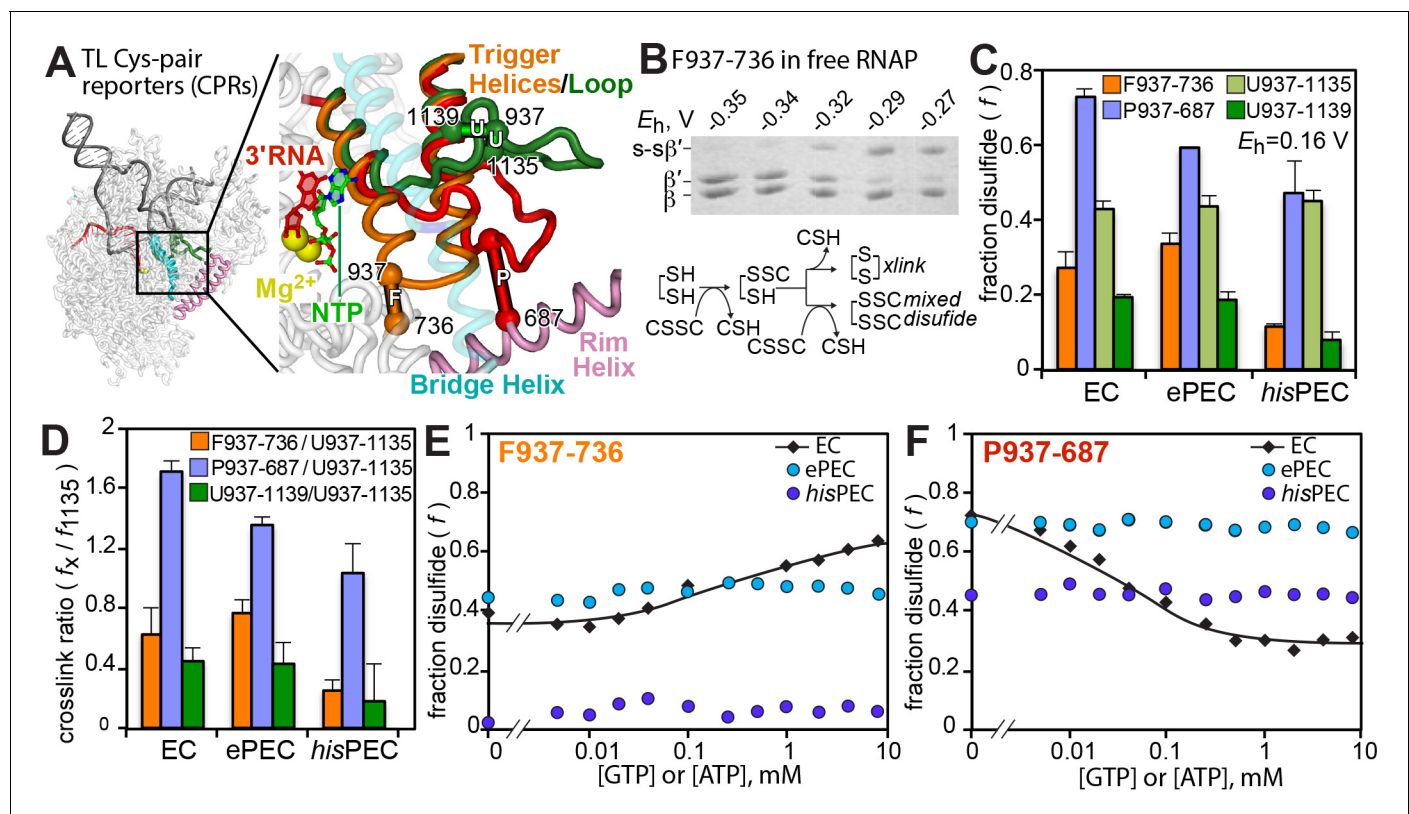 A TL Cys-pair
reporters (CPRs)
Trigger
Helices/Loop
1139
U
937
U
1135
3'RNA
Mg2+
NTP
937
F
736
P
687
Rim
Helix
Bridge Helix
B F937-736 in free RNAP
Eh, V -0.35 -0.34 -0.32 -0.29 -0.27
s-sβ′
β′
β
SH
SH
CSSC
CSH
SSC
SH
CSH
S
S
xlink
CSSC
CSH
SSC mixed
SSC disufide
C
fraction disulfide ( f )
0.8
0.6
0.4
0.2
0
F937-736
U937-1135
P937-687
U937-1139
Eh=0.16 V
EC ePEC hisPEC
D
crosslink ratio ( fx / f1135 )
2
1.6
1.2
0.8
0.4
0
F937-736 / U937-1135
P937-687 / U937-1135
U937-1139/U937-1135
EC ePEC hisPEC
E
F937-736
fraction disulfide ( f )
1
0.8
0.6
0.4
0.2
0
EC
ePEC
hisPEC
0 0.01 0.1 1 10
[GTP] or [ATP], mM
F
P937-687
fraction disulfide ( f )
1
0.8
0.6
0.4
0.2
0
EC
ePEC
hisPEC
0 0.01 0.1 1 10
[GTP] or [ATP], mM